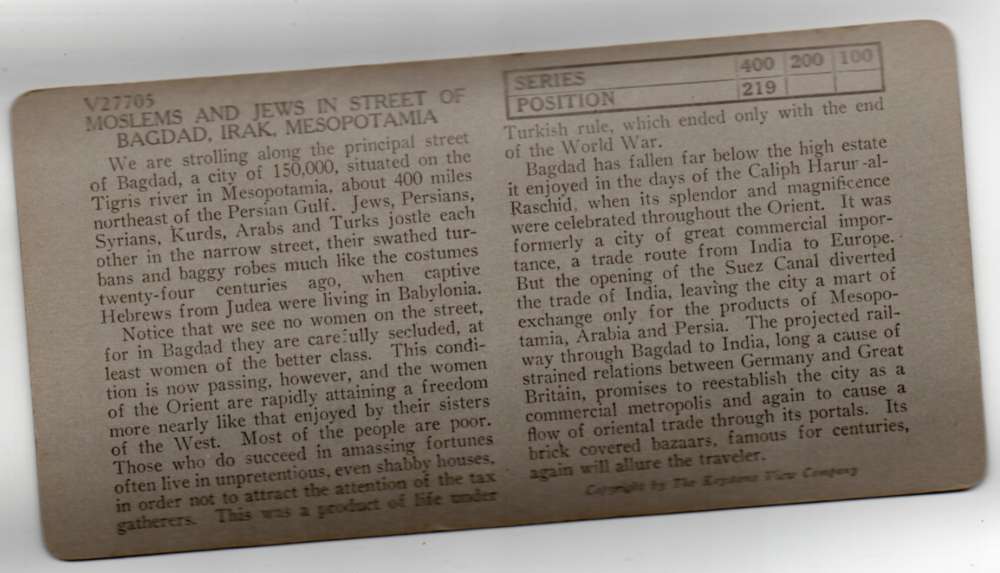 V27705
MOSLEMS AND JEWS IN STREET OF
BAGDAD, IRAK, MESOPOTAMIA
We are strolling along the principal street
of Bagdad, a city of 150,000, situated on the
Tigris river in Mesopotamia, about 400 miles
northeast of the Persian Gulf. Jews, Persians,
Syrians, Kurds, Arabs and Turks jostle each
other in the narrow street, their swathed tur-
bans and baggy robes much like the costumes
twenty-four centuries ago, when captive
Hebrews from Judea were living in Babylonia.
Notice that we see no women on the street,
for in Bagdad they are carefully secluded, at
least women of the better class. This condi-
tion is now passing, however, and the women
of the Orient are rapidly attaining a freedom
more nearly like that enjoyed by their sisters
of the West. Most of the people are poor.
Those who do succeed in amassing fortunes
often live in unpretentious, even shabby houses,
in order not to attract the attention of the tax
gatherers. This was a product of life under
SERIES 400 200 100
POSITION 219
Turkish rule, which ended only with the end
of the World War.
Bagdad has fallen far below the high estate
it enjoyed in the days of the Caliph Harur-al-
Raschid, when its splendor and magnificence
were celebrated throughout the Orient. It was
formerly a city of great commercial impor-
tance, a trade route from India to Europe.
But the opening of the Suez Canal diverted
the trade of India, leaving the city a mart of
exchange only for the products of Mesopo-
tamia, Arabia and Persia. The projected rail-
way through Bagdad to India, long a cause of
strained relations between Germany and Great
Britain, promises to reestablish the city as a
commercial metropolis and again to cause a
flow of oriental trade through its portals. Its
brick covered bazaars, famous for centuries,
again will allure the traveler.
Copyright by The Keystone View Company